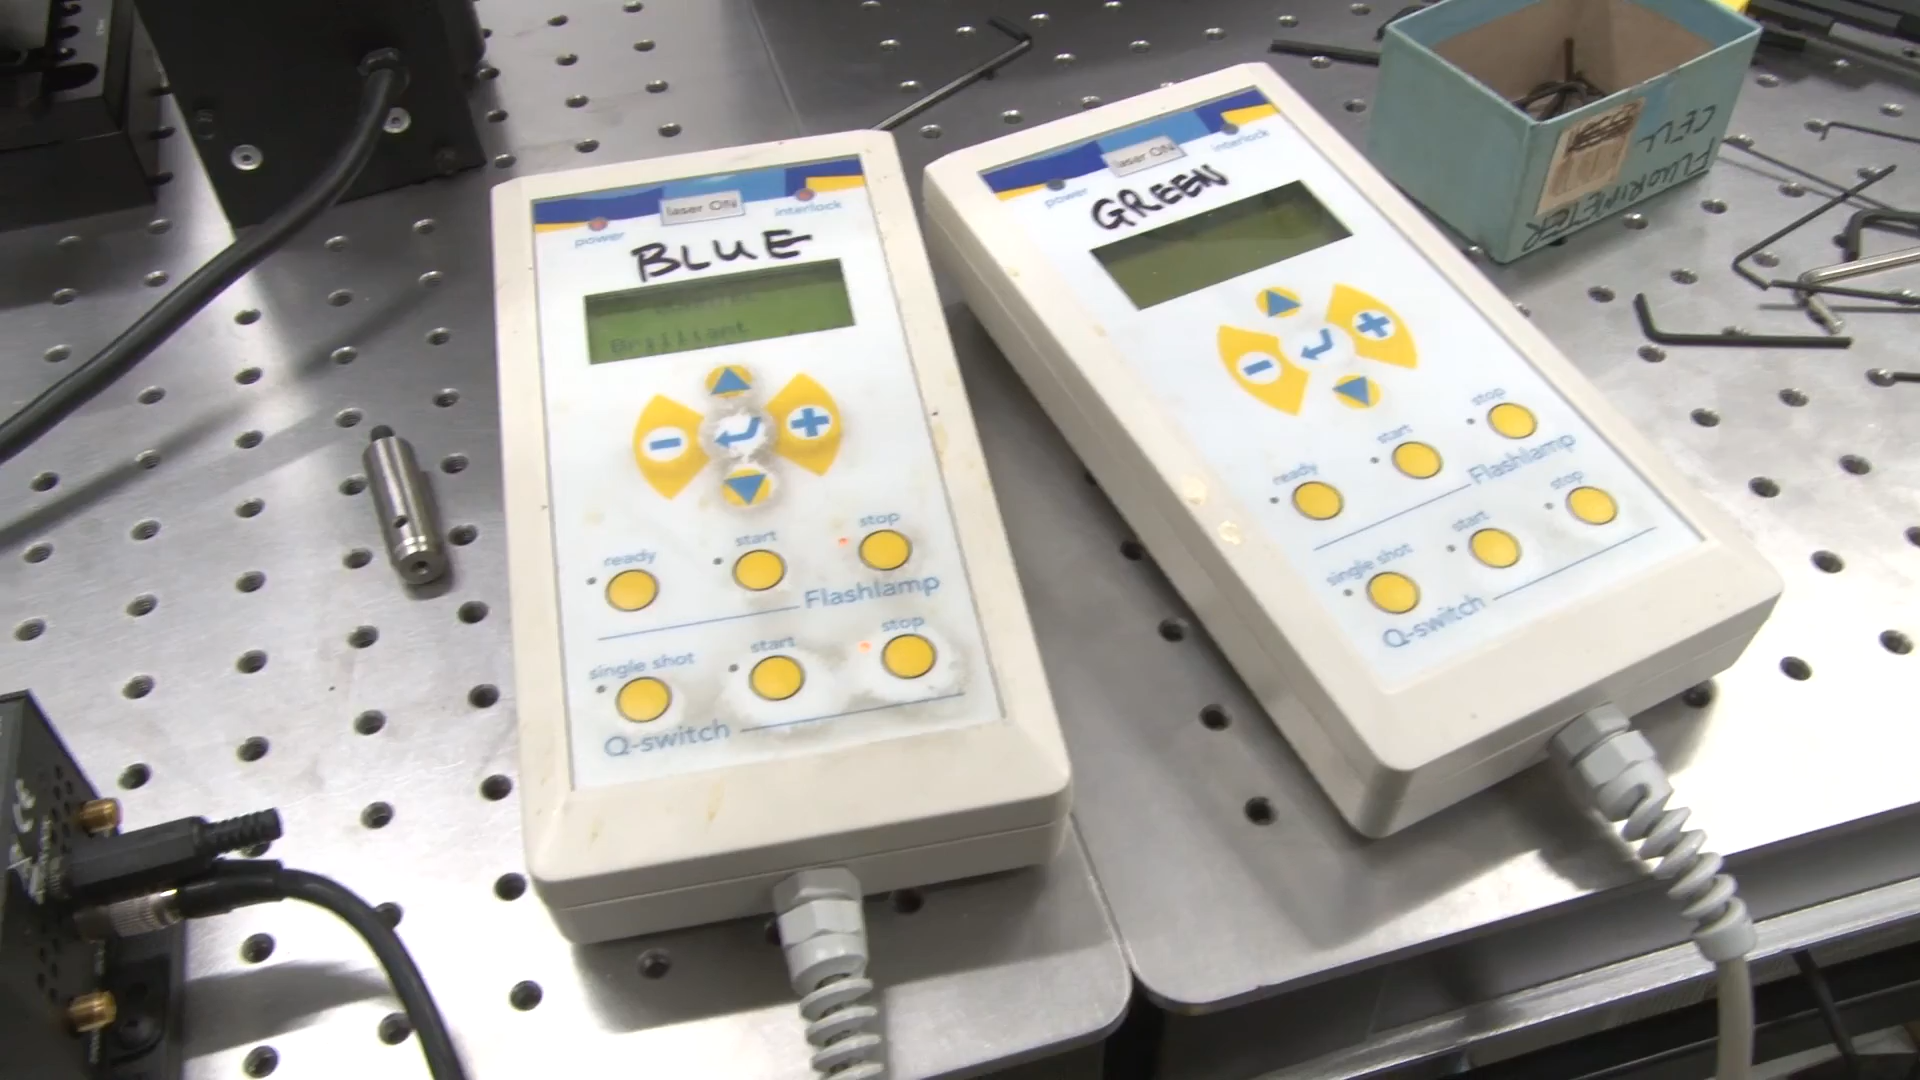 power
laser ON
interlock
BLUE
Brilliant
ready
start
stop
Flashlamp
single shot
start
stop
Q-switch
power
laser ON
interlock
GREEN
ready
start
stop
Flashlamp
single shot
start
stop
Q-switch
FLUORIMETER
CELL